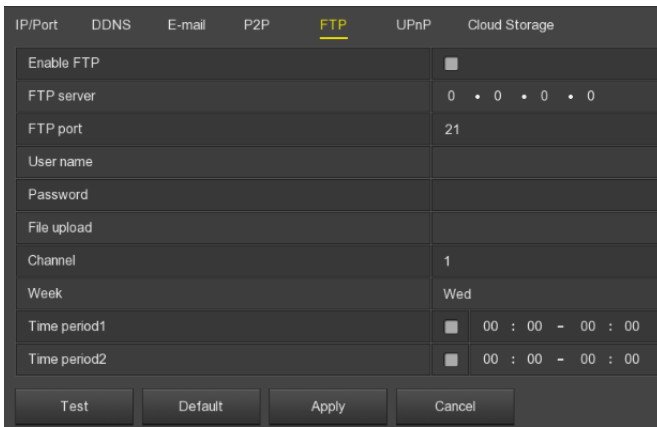 IP/Port DDNS E-mail P2P FTP UPnP Cloud Storage
Enable FTP
FTP server 0 • 0 • 0 • 0
FTP port 21
User name
Password
File upload
Channel 1
Week Wed
Time period1 00 : 00 - 00 : 00
Time period2 00 : 00 - 00 : 00
Test Default Apply Cancel